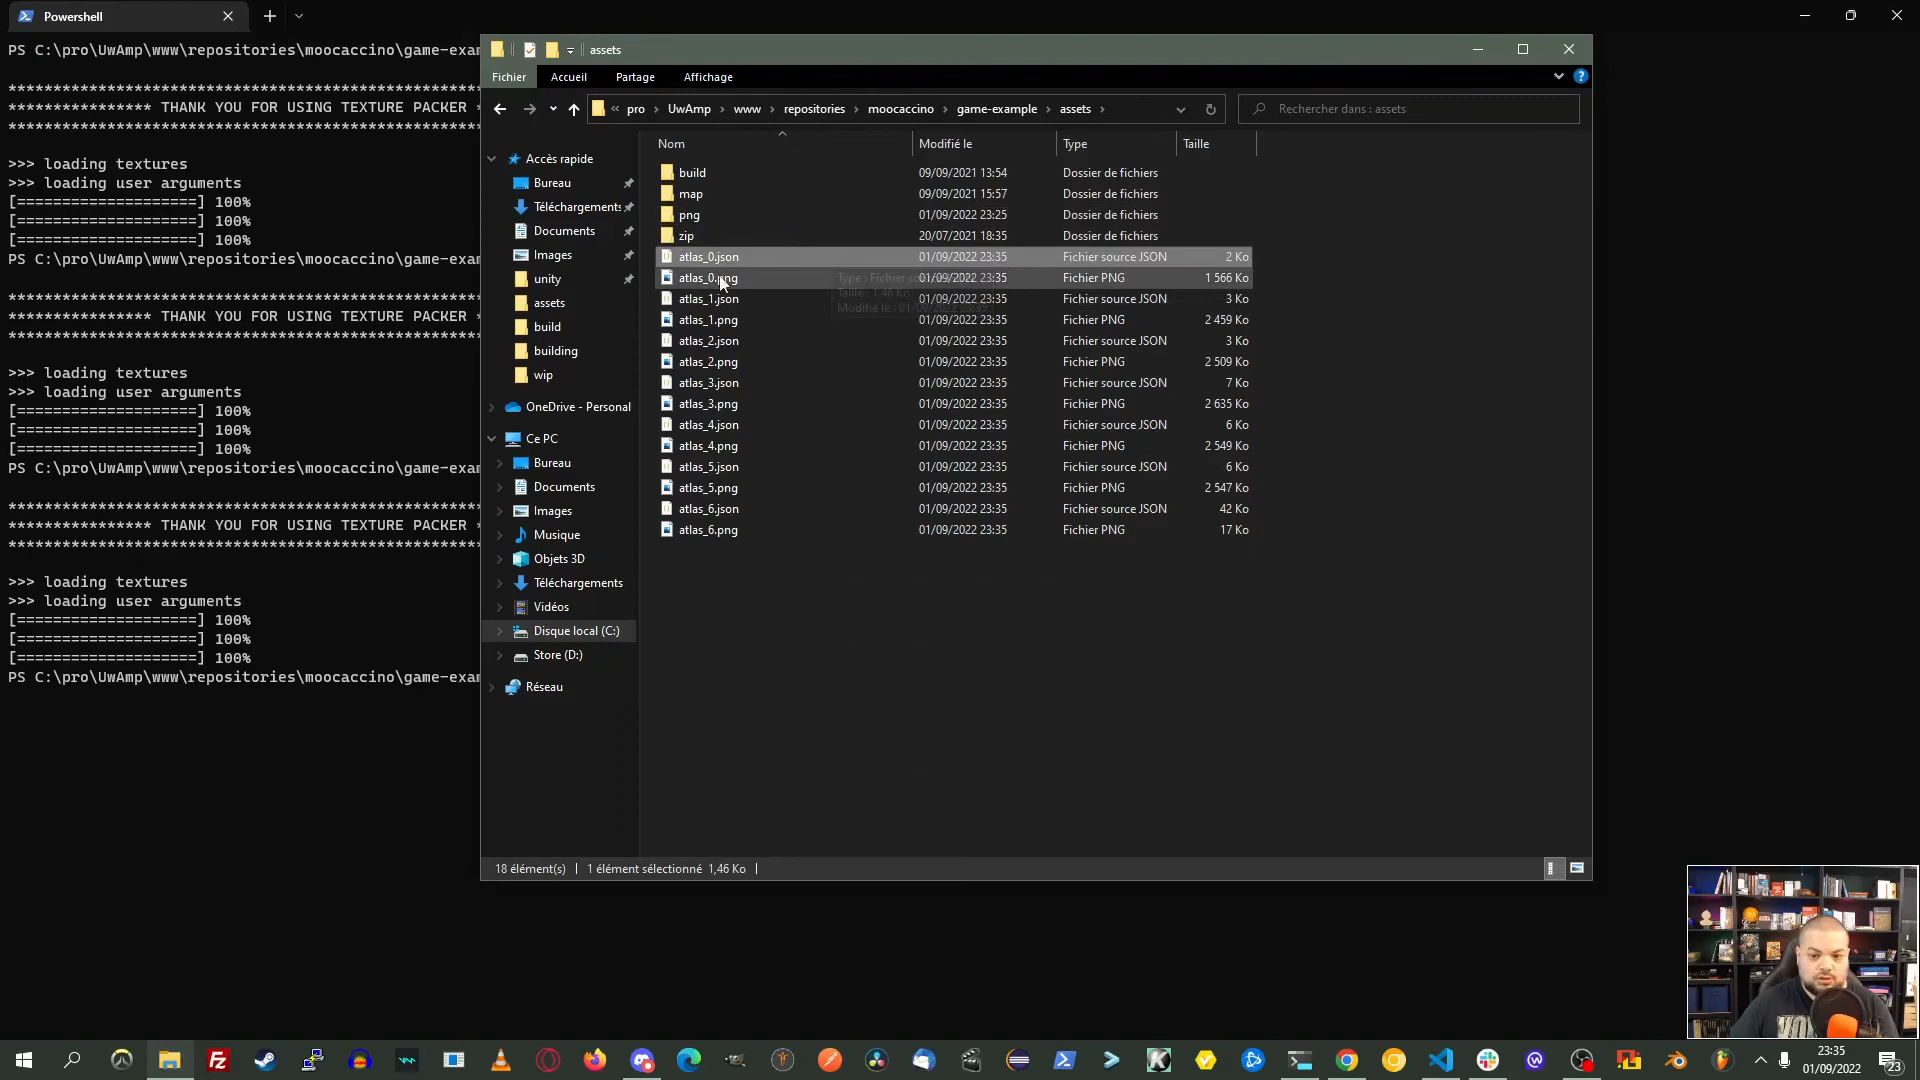 Powershell
PS C:\pro\UwAmp\www\repositories\moocaccino\game-exam
*****************************************************
**************** THANK YOU FOR USING TEXTURE PACKER *
*****************************************************
>>> loading textures
>>> loading user arguments
[====================] 100%
[====================] 100%
[====================] 100%
PS C:\pro\UwAmp\www\repositories\moocaccino\game-exam
*****************************************************
**************** THANK YOU FOR USING TEXTURE PACKER *
*****************************************************
>>> loading textures
>>> loading user arguments
[====================] 100%
[====================] 100%
[====================] 100%
PS C:\pro\UwAmp\www\repositories\moocaccino\game-exam
*****************************************************
**************** THANK YOU FOR USING TEXTURE PACKER *
*****************************************************
>>> loading textures
>>> loading user arguments
[====================] 100%
[====================] 100%
[====================] 100%
PS C:\pro\UwAmp\www\repositories\moocaccino\game-exam
assets
Fichier Accueil Partage Affichage
« pro > UwAmp > www > repositories > moocaccino > game-example > assets >
Rechercher dans : assets
Accès rapide
Bureau
Téléchargements
Documents
Images
unity
assets
build
building
wip
OneDrive - Personal
Ce PC
Bureau
Documents
Images
Musique
Objets 3D
Téléchargements
Vidéos
Disque local (C:)
Store (D:)
Réseau
Nom Modifié le Type Taille
build 09/09/2021 13:54 Dossier de fichiers
map 09/09/2021 15:57 Dossier de fichiers
png 01/09/2022 23:25 Dossier de fichiers
zip 20/07/2021 18:35 Dossier de fichiers
atlas_0.json 01/09/2022 23:35 Fichier source JSON 2 Ko
atlas_0.png 01/09/2022 23:35 Fichier PNG 1 566 Ko
atlas_1.json 01/09/2022 23:35 Fichier source JSON 3 Ko
atlas_1.png 01/09/2022 23:35 Fichier PNG 2 459 Ko
atlas_2.json 01/09/2022 23:35 Fichier source JSON 3 Ko
atlas_2.png 01/09/2022 23:35 Fichier PNG 2 509 Ko
atlas_3.json 01/09/2022 23:35 Fichier source JSON 7 Ko
atlas_3.png 01/09/2022 23:35 Fichier PNG 2 635 Ko
atlas_4.json 01/09/2022 23:35 Fichier source JSON 6 Ko
atlas_4.png 01/09/2022 23:35 Fichier PNG 2 549 Ko
atlas_5.json 01/09/2022 23:35 Fichier source JSON 6 Ko
atlas_5.png 01/09/2022 23:35 Fichier PNG 2 547 Ko
atlas_6.json 01/09/2022 23:35 Fichier source JSON 42 Ko
atlas_6.png 01/09/2022 23:35 Fichier PNG 17 Ko
18 élément(s) 1 élément sélectionné 1,46 Ko
23:35
01/09/2022
23